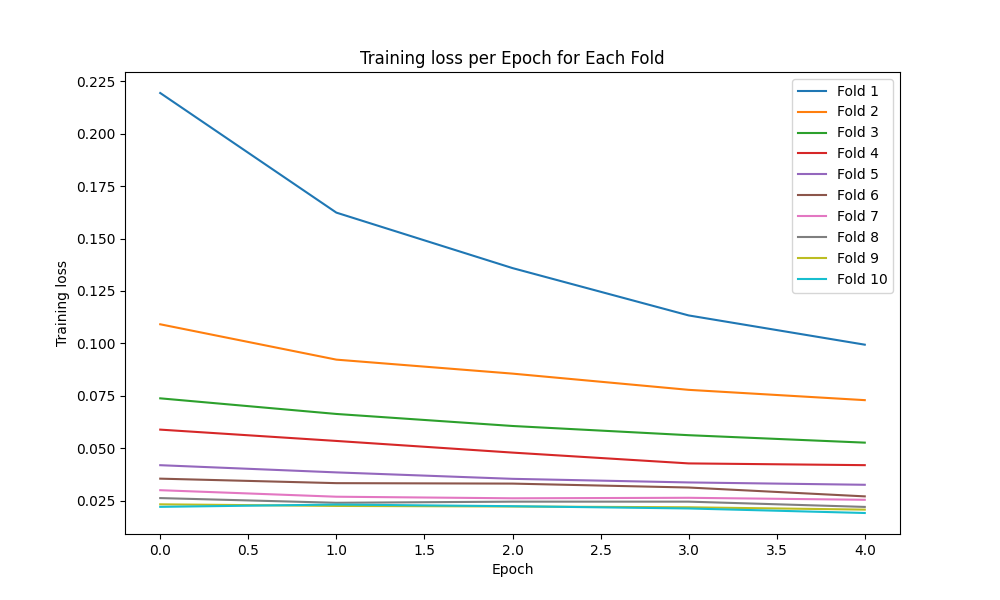 Training loss per Epoch for Each Fold
0.225
0.200
0.175
0.150
0.125
0.100
0.075
0.050
0.025
Training loss
Fold 1
Fold 2
Fold 3
Fold 4
Fold 5
Fold 6
Fold 7
Fold 8
Fold 9
Fold 10
0.0 0.5 1.0 1.5 2.0 2.5 3.0 3.5 4.0
Epoch